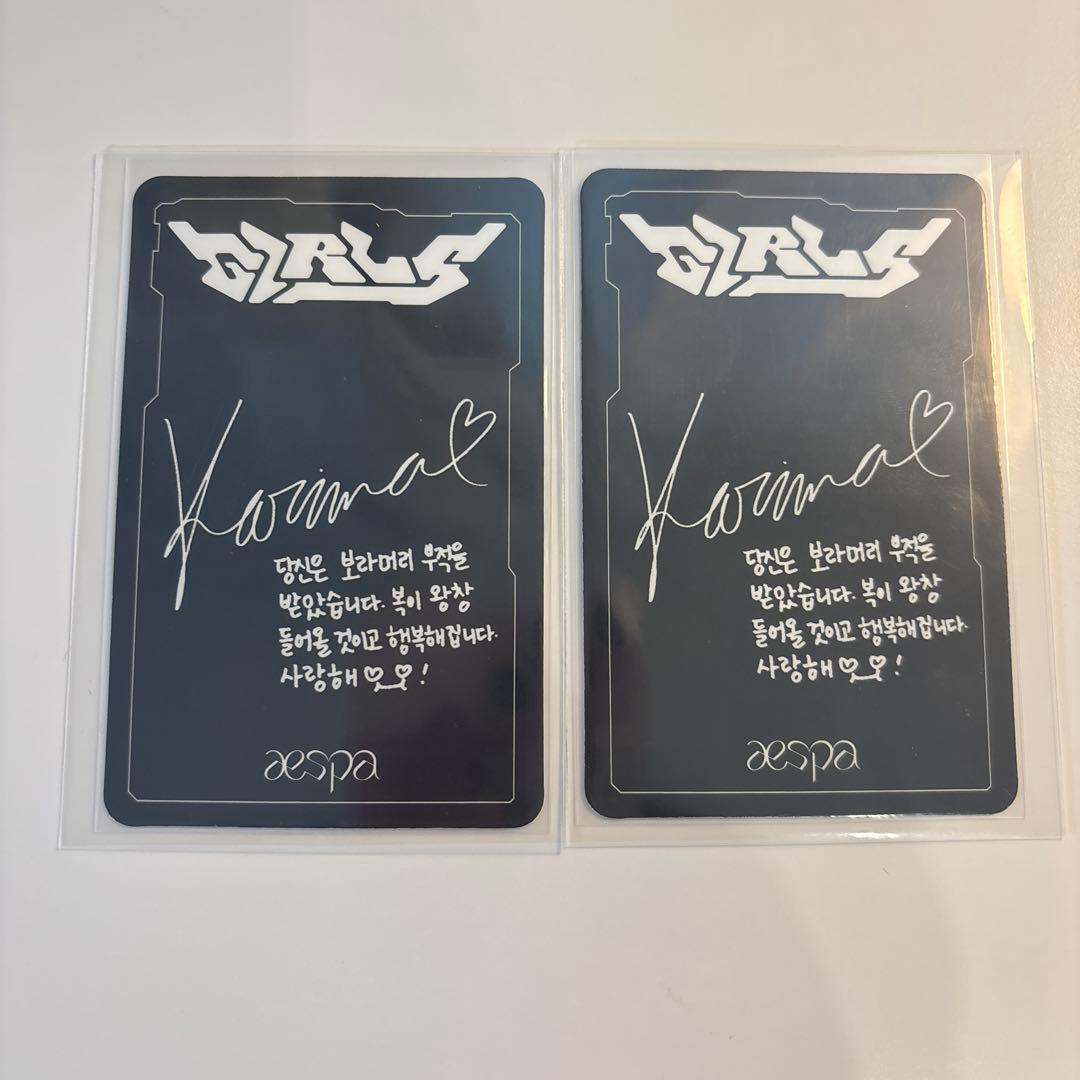 GIRLS
Karina♡
당신은 보라머리 부적을
받았습니다. 복이 왕창
들어올 것이고 행복해집니다.
사랑해♡♡!
aespa
GIRLS
Karina♡
당신은 보라머리 부적을
받았습니다. 복이 왕창
들어올 것이고 행복해집니다.
사랑해♡♡!
aespa